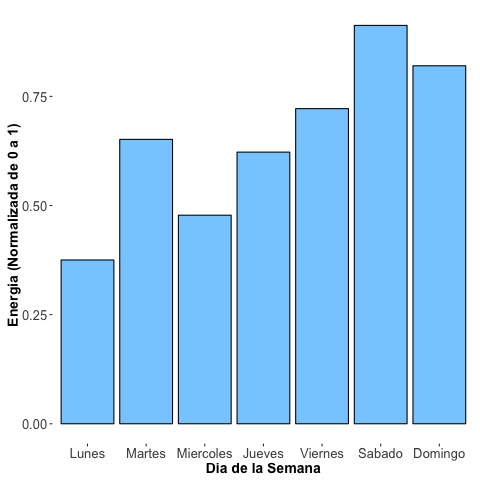 Energia (Normalizada de 0 a 1)
0.75
0.50
0.25
0.00
Lunes Martes Miercoles Jueves Viernes Sabado Domingo
Dia de la Semana